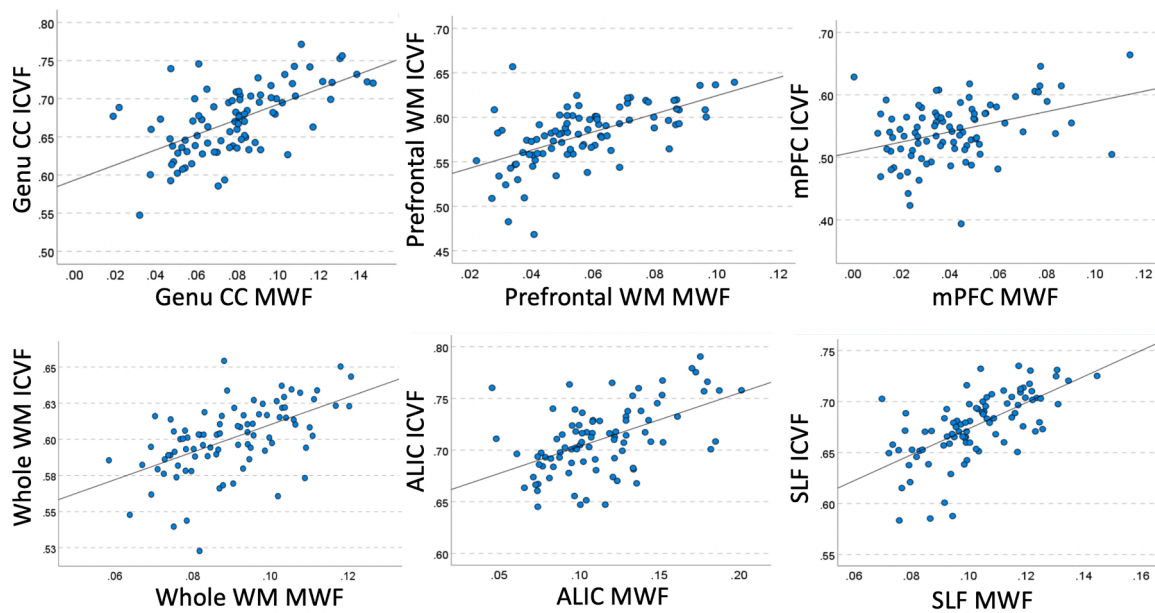 .80
.75
.70
.65
.60
.55
.50
Genu CC ICVF
.00 .02 .04 .06 .08 .10 .12 .14
Genu CC MWF
.70
.65
.60
.55
.50
.45
Prefrontal WM ICVF
.02 .04 .06 .08 .10 .12
Prefrontal WM MWF
.70
.60
.50
.40
mPFC ICVF
.00 .02 .04 .06 .08 .10 .12
mPFC MWF
.65
.63
.60
.58
.55
.53
Whole WM ICVF
.06 .08 .10 .12
Whole WM MWF
.80
.75
.70
.65
.60
ALIC ICVF
.05 .10 .15 .20
ALIC MWF
.75
.70
.65
.60
.55
SLF ICVF
.06 .08 .10 .12 .14 .16
SLF MWF